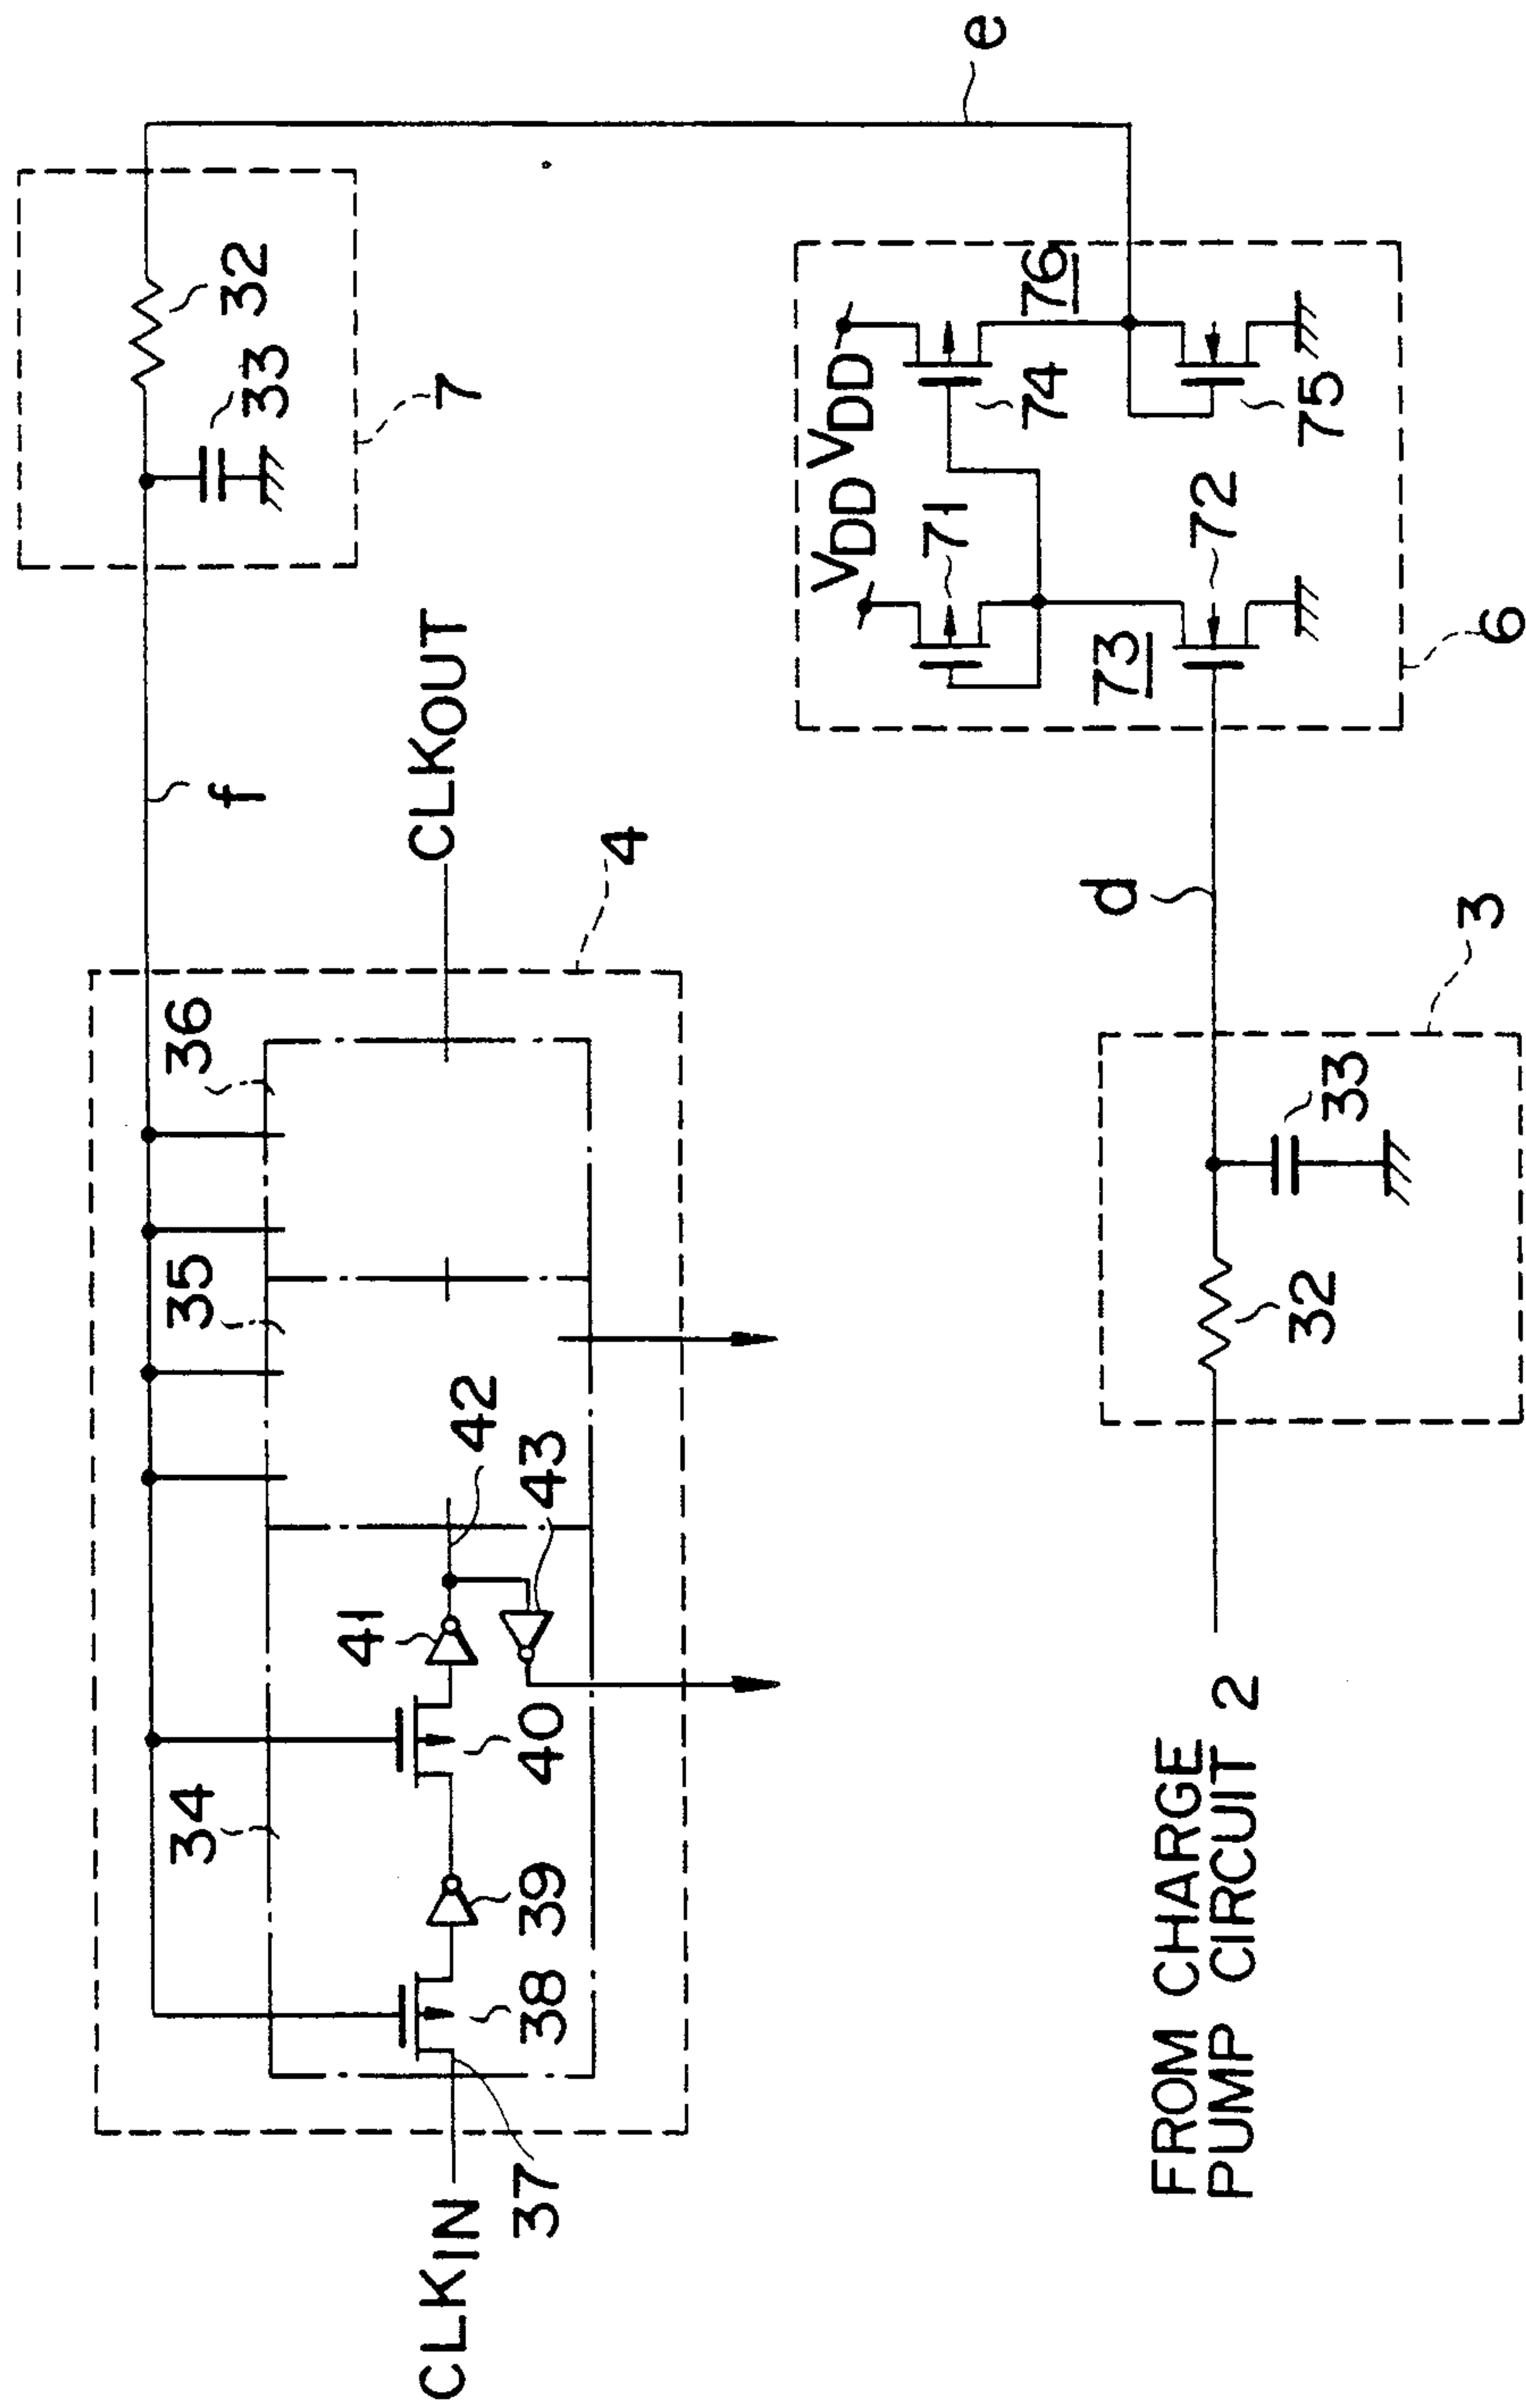 CLKIN
37
38
39
40
41
42
43
34
35
36
4
CLKOUT
f
33
32
7
e
FROM CHARGE
PUMP CIRCUIT 2
32
33
3
d
VDD
VDD
71
72
73
74
75
76
6